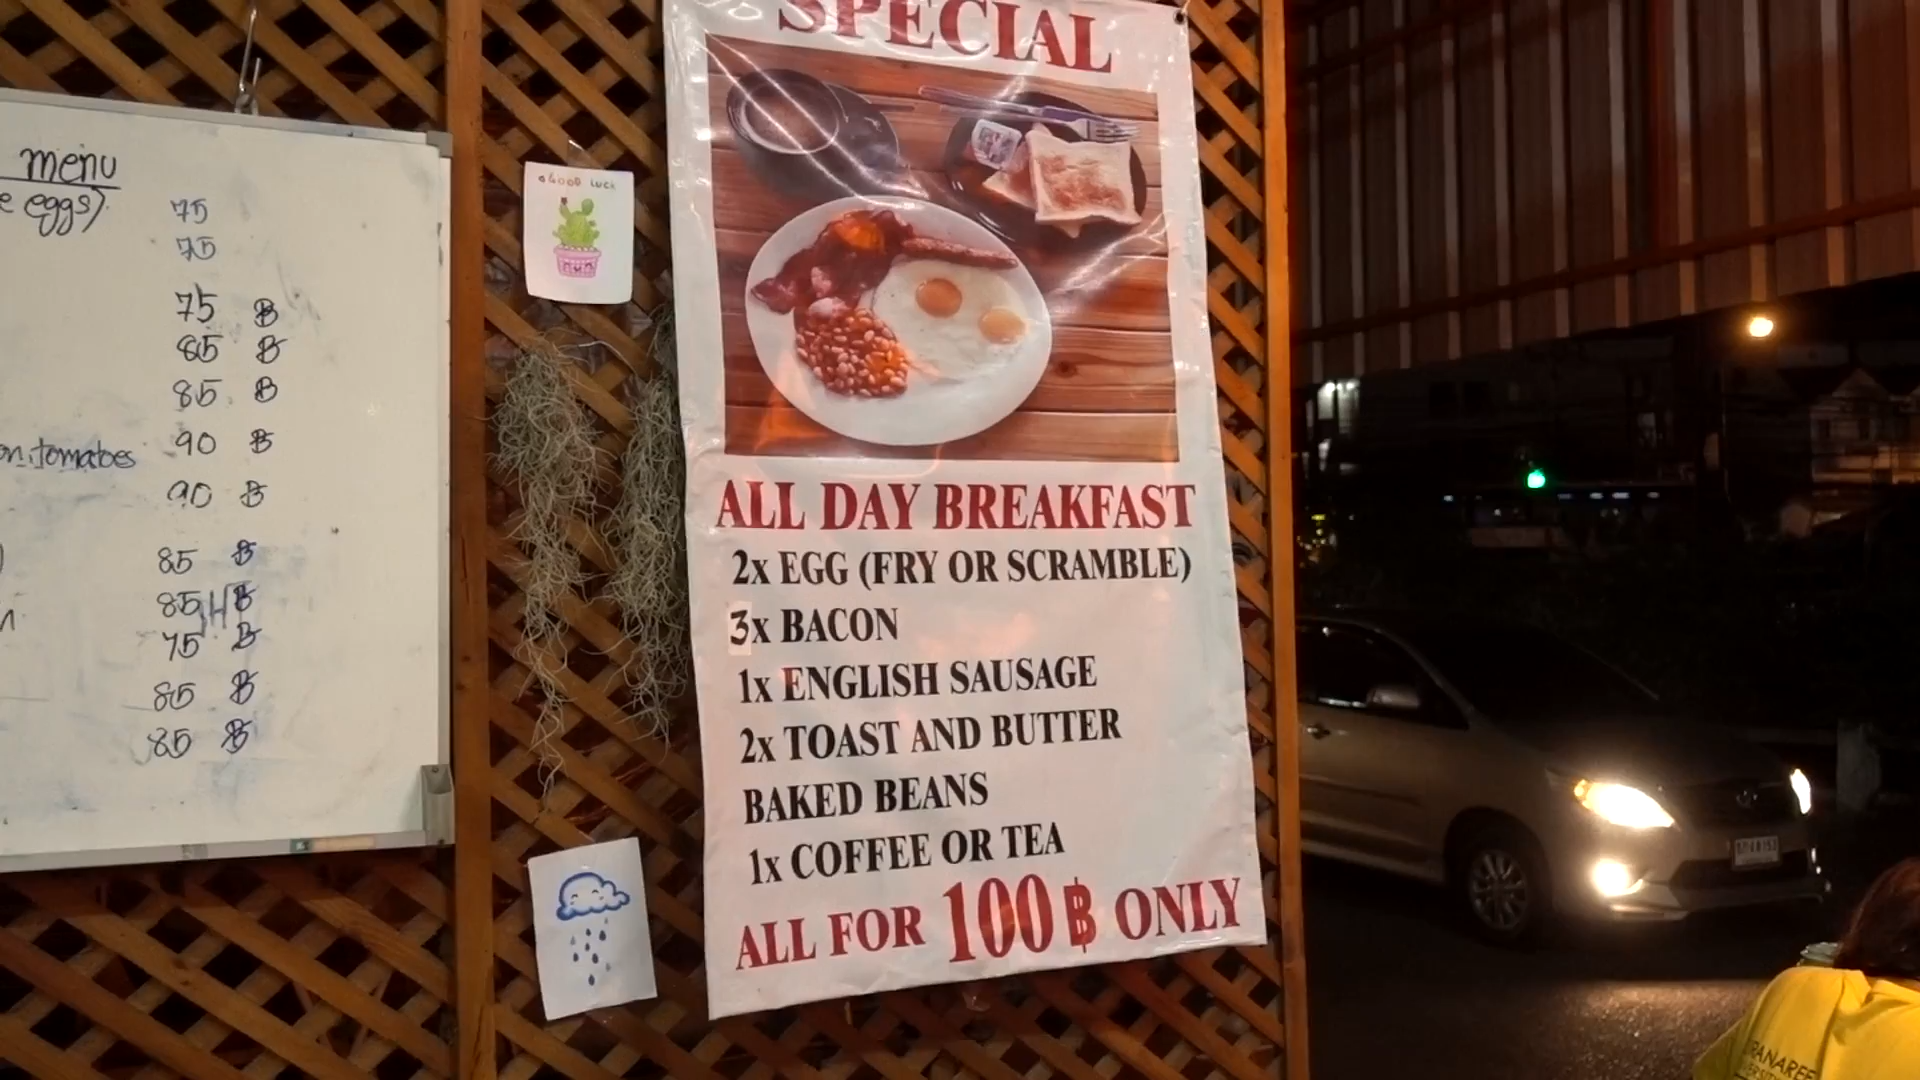 menu
e eggs)
75
75
75 ฿
85 ฿
85 ฿
90 ฿
on tomatoes
90 ฿
85 ฿
85 ฿
75 ฿
85 ฿
85 ฿
GOOD LUCK
SPECIAL
ALL DAY BREAKFAST
2x EGG (FRY OR SCRAMBLE)
3x BACON
1x ENGLISH SAUSAGE
2x TOAST AND BUTTER
BAKED BEANS
1x COFFEE OR TEA
ALL FOR 100 ฿ ONLY
RANAREE